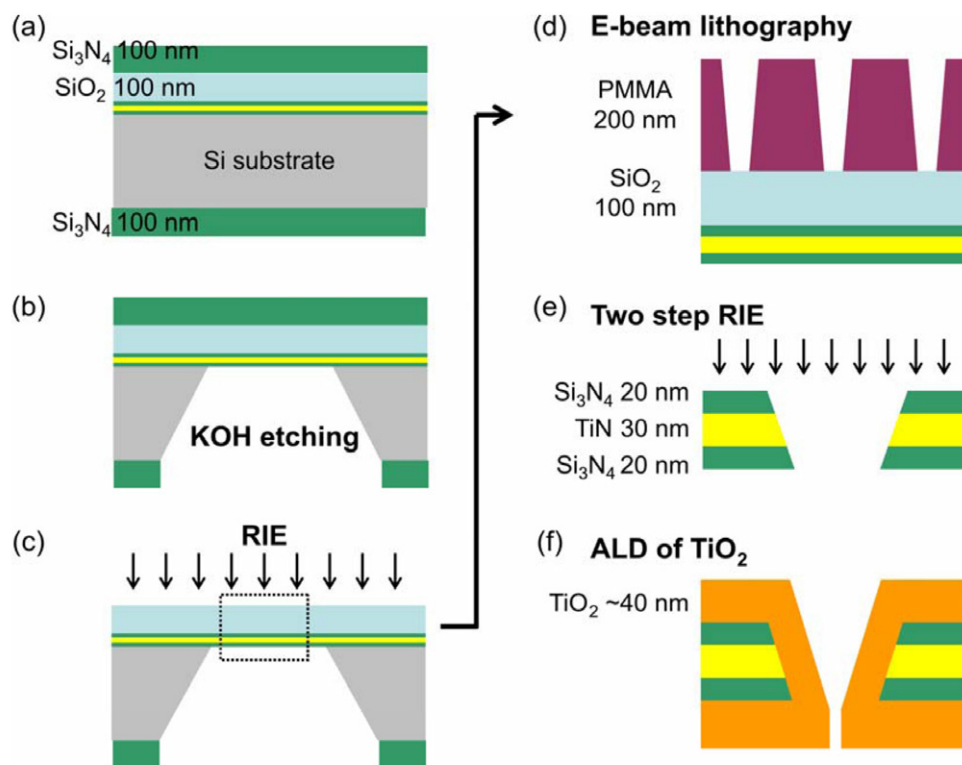 (a)
Si₃N₄ 100 nm
SiO₂ 100 nm
Si substrate
Si₃N₄ 100 nm
(b)
KOH etching
(c)
RIE
(d) E-beam lithography
PMMA
200 nm
SiO₂
100 nm
(e) Two step RIE
Si₃N₄ 20 nm
TiN 30 nm
Si₃N₄ 20 nm
(f) ALD of TiO₂
TiO₂ ~40 nm